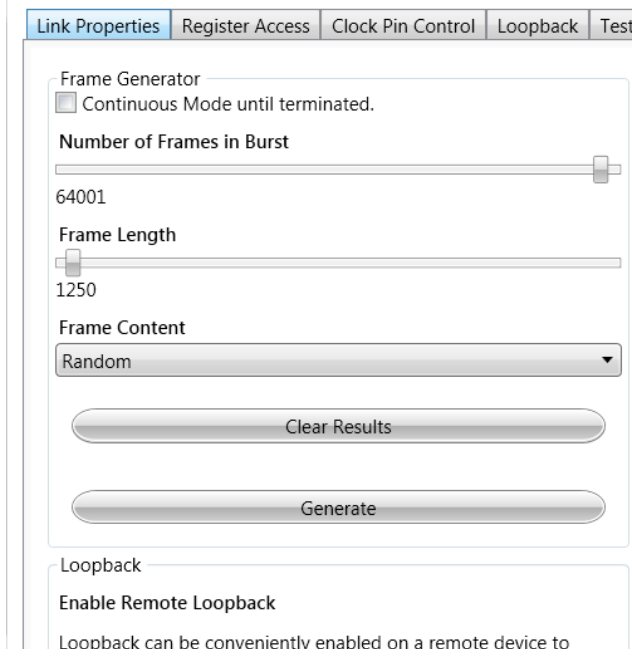 Link Properties Register Access Clock Pin Control Loopback Test
Frame Generator
Continuous Mode until terminated.
Number of Frames in Burst
64001
Frame Length
1250
Frame Content
Random
Clear Results
Generate
Loopback
Enable Remote Loopback
Loopback can be conveniently enabled on a remote device to